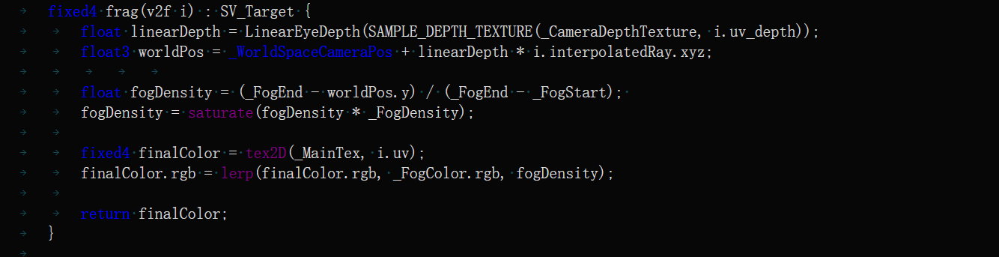 fixed4 frag(v2f i) : SV_Target {
float linearDepth = LinearEyeDepth(SAMPLE_DEPTH_TEXTURE(_CameraDepthTexture, i.uv_depth));
float3 worldPos = _WorldSpaceCameraPos + linearDepth * i.interpolatedRay.xyz;
float fogDensity = (_FogEnd - worldPos.y) / (_FogEnd - _FogStart);
fogDensity = saturate(fogDensity * _FogDensity);
fixed4 finalColor = tex2D(_MainTex, i.uv);
finalColor.rgb = lerp(finalColor.rgb, _FogColor.rgb, fogDensity);
return finalColor;
}